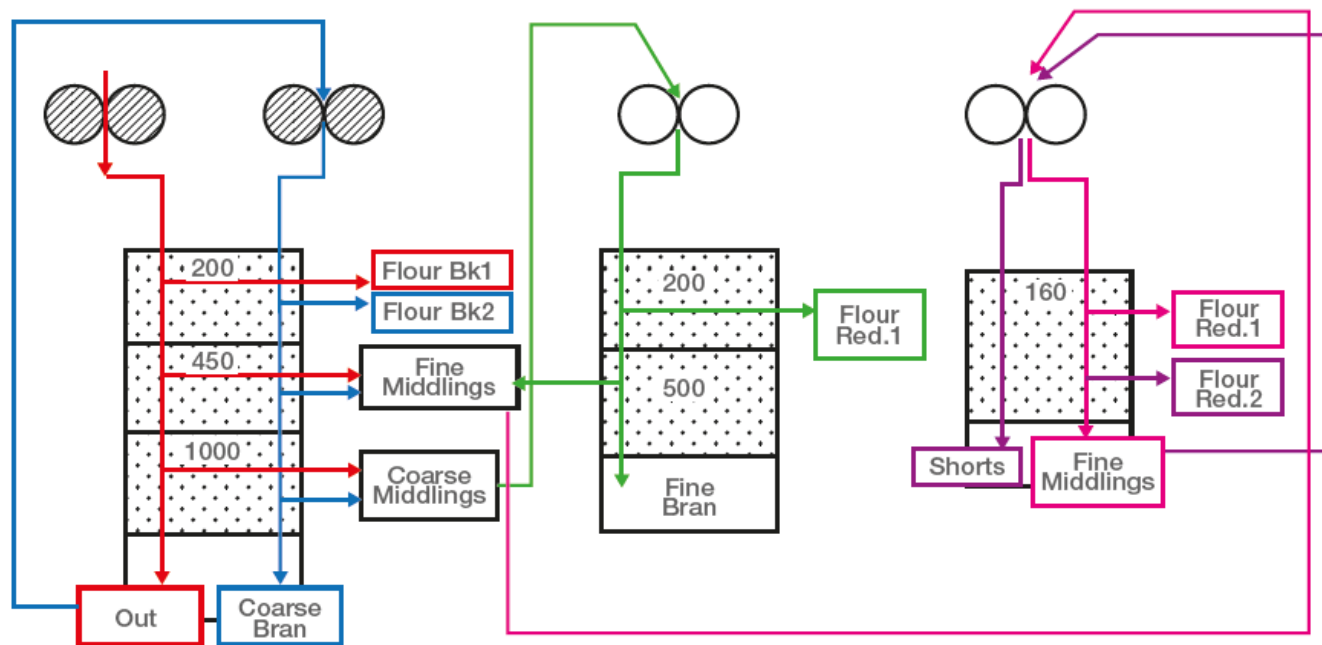 200
Flour Bk1
Flour Bk2
450
Fine
Middlings
1000
Coarse
Middlings
Out
Coarse
Bran
200
Flour
Red.1
500
Fine
Bran
160
Flour
Red.1
Flour
Red.2
Shorts
Fine
Middlings